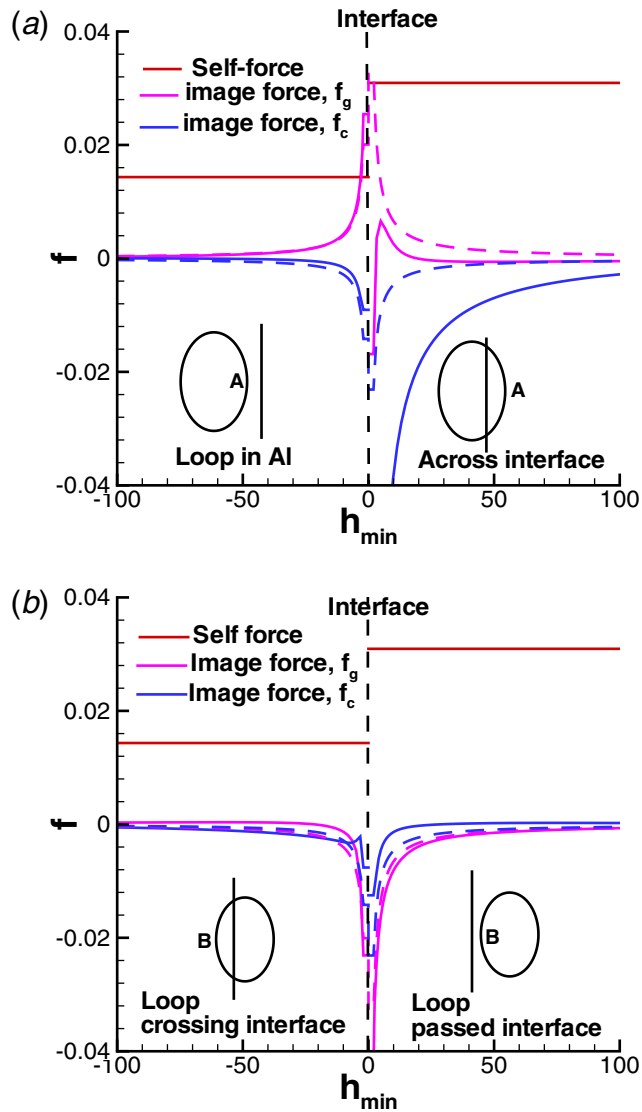 (a)
Interface
0.04
Self-force
image force, f_g
image force, f_c
0.02
f
0
A
A
-0.02
Loop in Al
Across interface
-0.04
-100
-50
0
50
100
h_min
(b)
0.04
Interface
Self force
Image force, f_g
Image force, f_c
0.02
f
0
B
B
-0.02
Loop
crossing interface
Loop
passed interface
-0.04
-100
-50
0
50
100
h_min